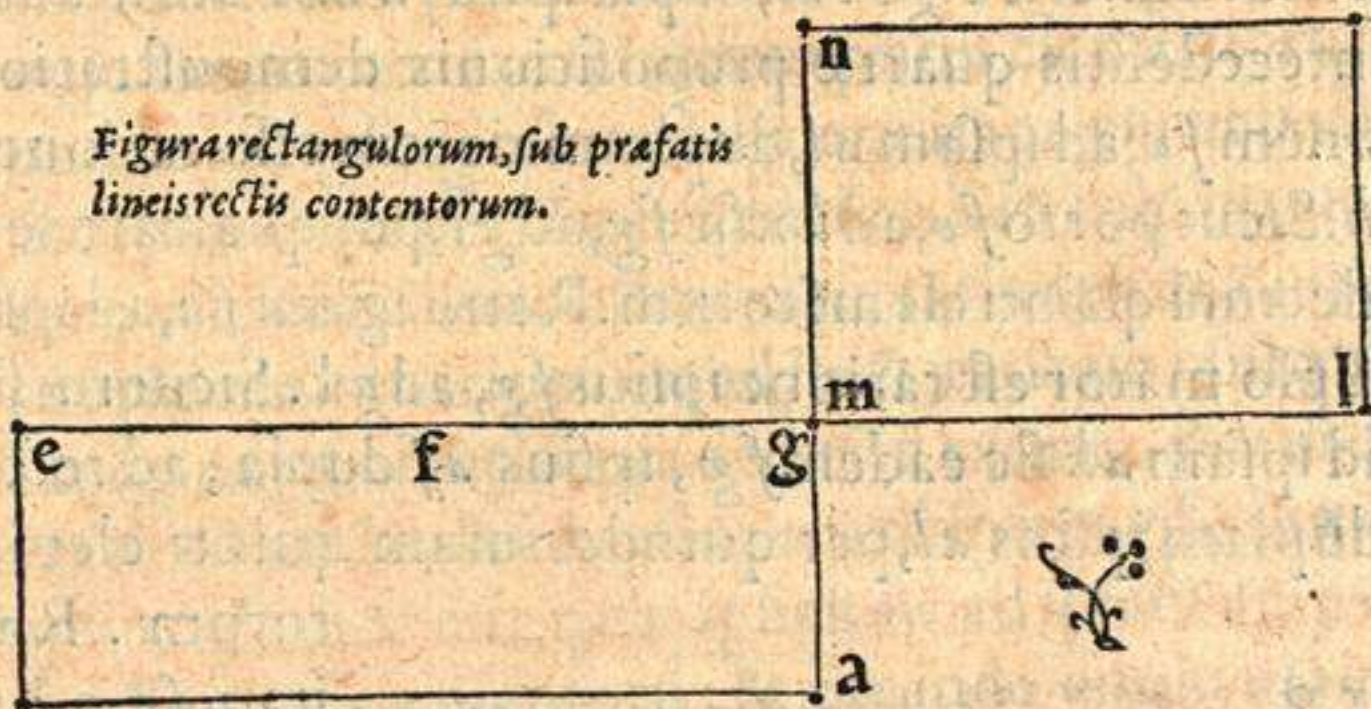 Figura rectangulorum, sub præfatis
lineis rectis contentorum.
n
m l
e f g
a